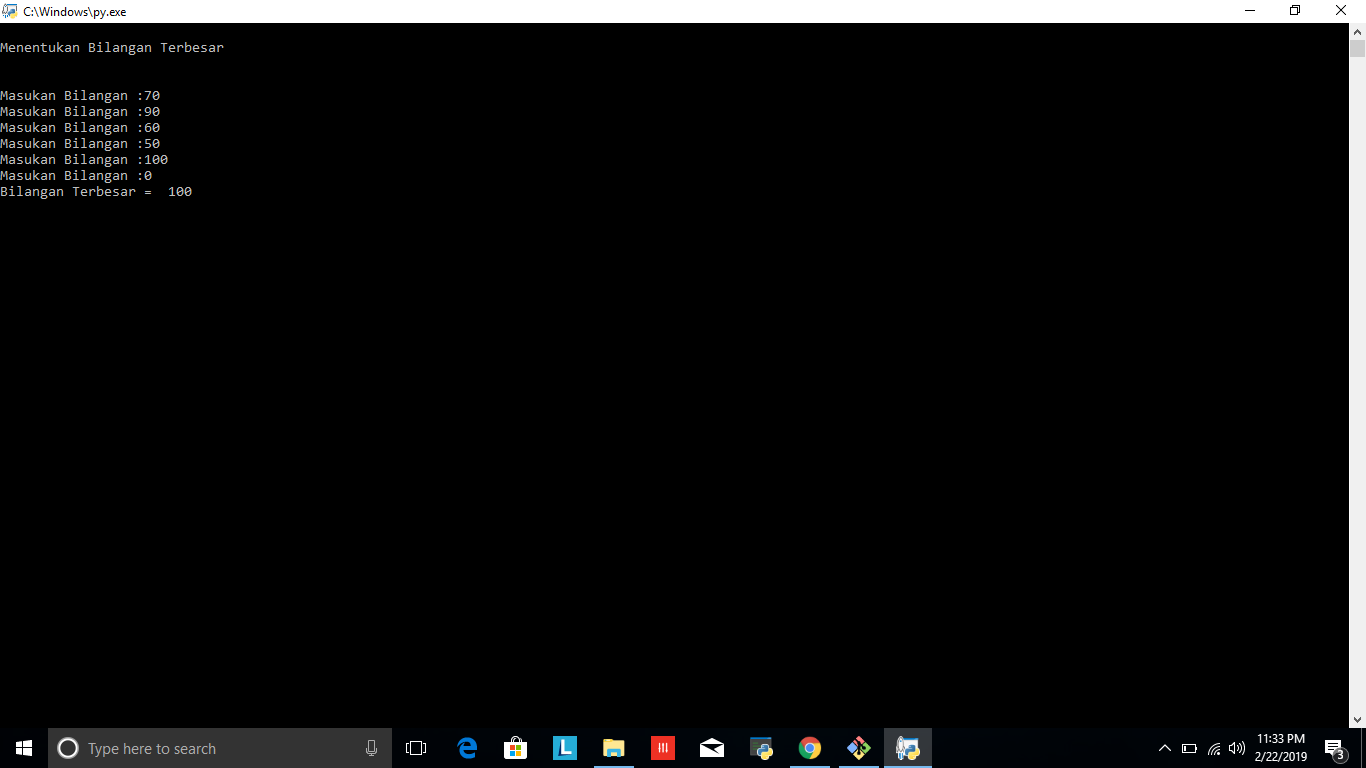 C:\Windows\py.exe
Menentukan Bilangan Terbesar
Masukan Bilangan :70
Masukan Bilangan :90
Masukan Bilangan :60
Masukan Bilangan :50
Masukan Bilangan :100
Masukan Bilangan :0
Bilangan Terbesar =  100
Type here to search
L
11:33 PM
2/22/2019
3